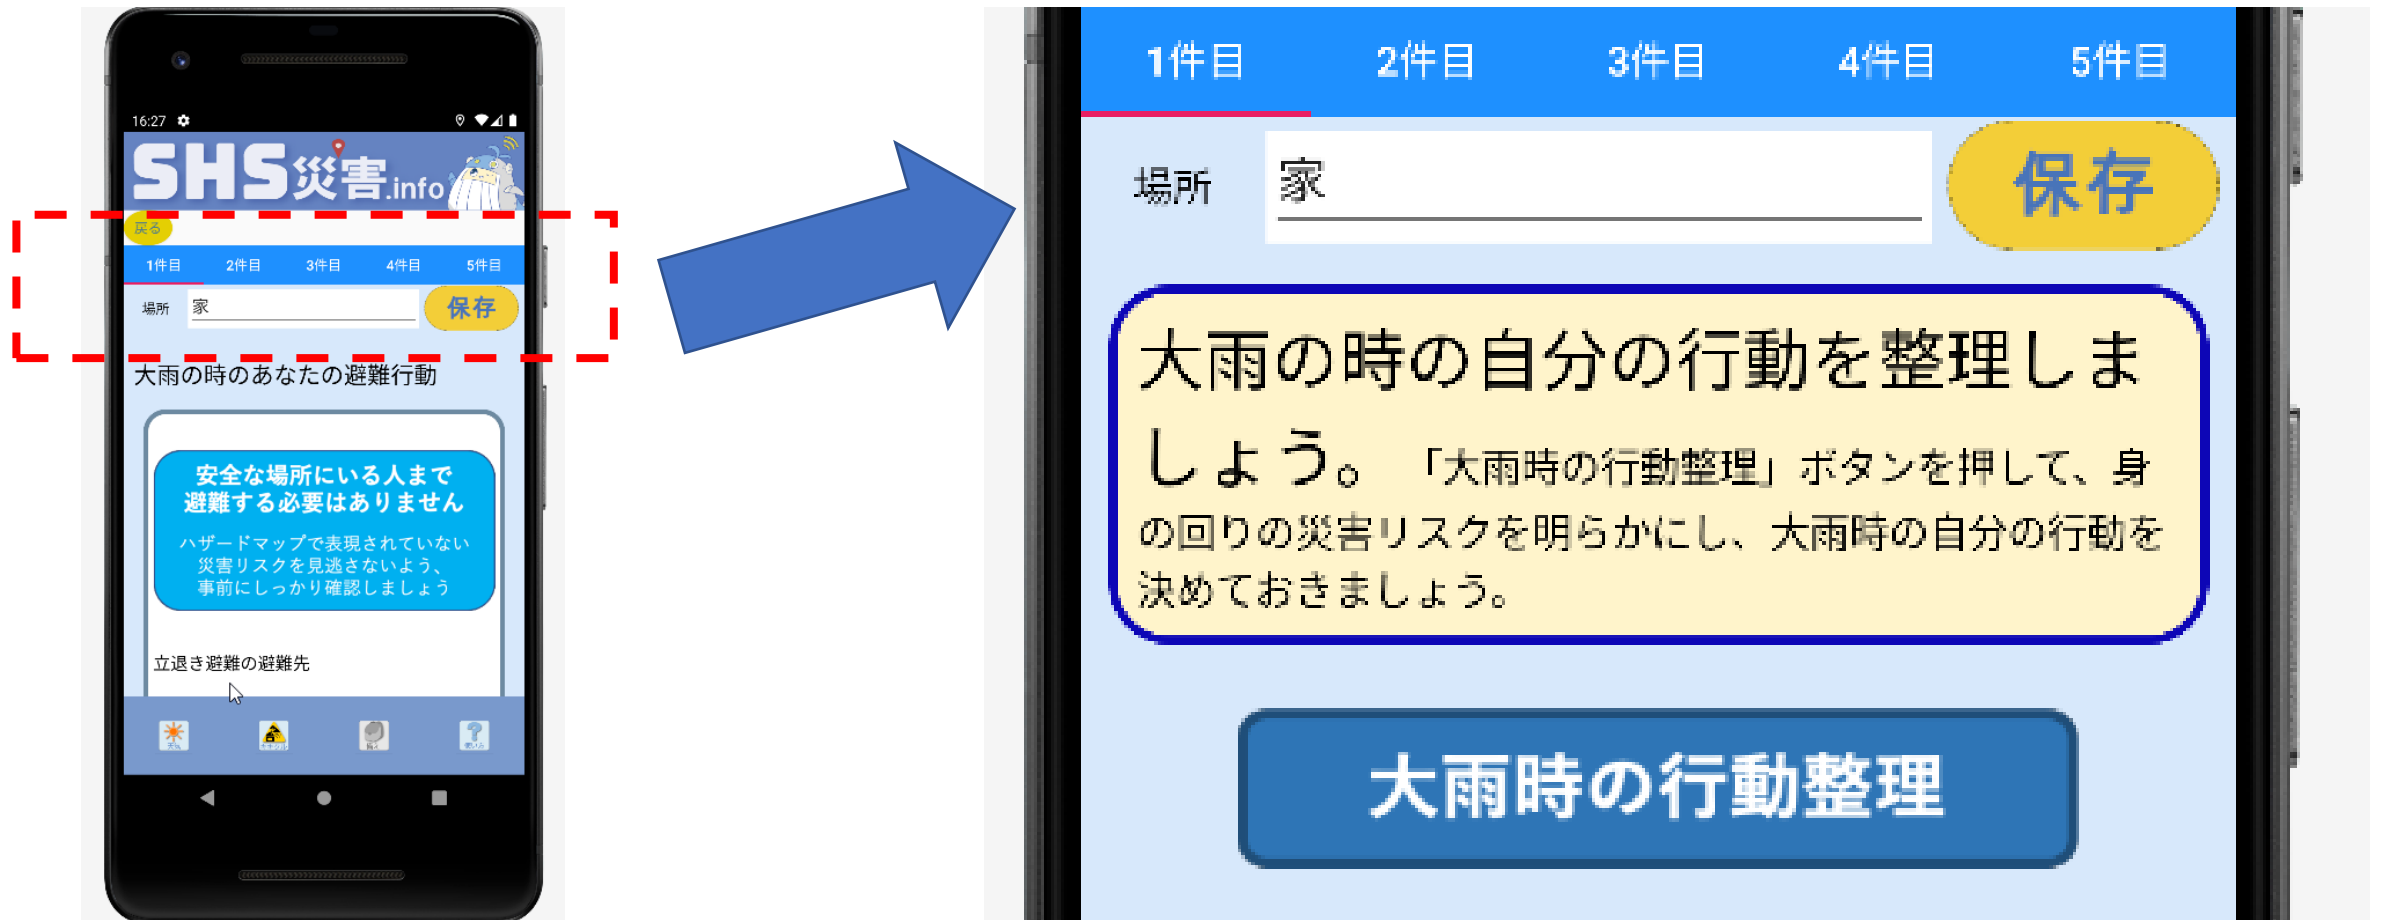 16:27
SHS災害.info
戻る
1件目 2件目 3件目 4件目 5件目
場所 家 保存
大雨の時のあなたの避難行動
安全な場所にいる人まで
避難する必要はありません
ハザードマップで表現されていない
災害リスクを見逃さないよう、
事前にしっかり確認しましょう
立退き避難の避難先
天気
使い方
1件目 2件目 3件目 4件目 5件目
場所 家 保存
大雨の時の自分の行動を整理しま
しょう。 「大雨時の行動整理」ボタンを押して、身
の回りの災害リスクを明らかにし、大雨時の自分の行動を
決めておきましょう。
大雨時の行動整理